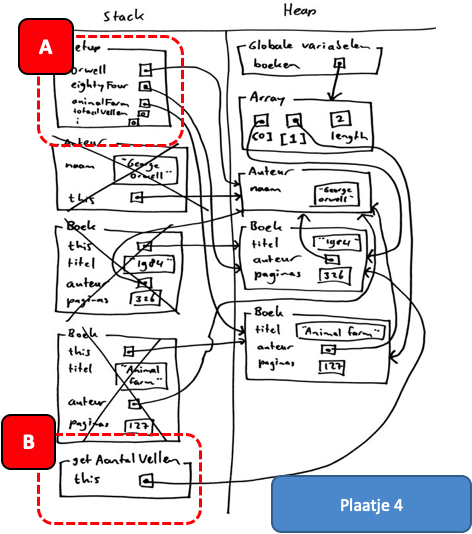 Stack
Heap
A
setup
orwell
eightyFour
animalFarm
totaalVellen
i
Globale variabelen
boeken
Array
2
[0] [1] length
Auteur
naam "George
Orwell"
this
Auteur
naam "George
orwell"
Boek
this
titel "1984"
auteur
paginas 326
Boek
titel "1984"
auteur
paginas 326
Boek
this
titel "Animal
farm"
auteur
paginas 127
Boek
titel "Animal farm"
auteur
paginas 127
B
getAantalVellen
this
Plaatje 4